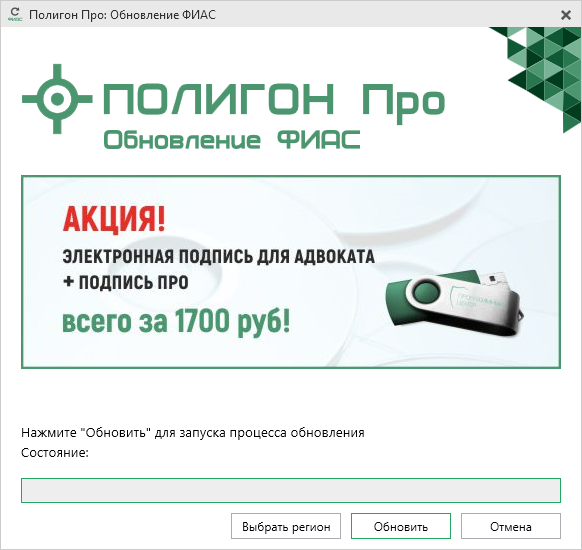 ФИАС
Полигон Про: Обновление ФИАС
ПОЛИГОН Про
Обновление ФИАС
АКЦИЯ!
ЭЛЕКТРОННАЯ ПОДПИСЬ ДЛЯ АДВОКАТА
+ ПОДПИСЬ ПРО
всего за 1700 руб!
Нажмите "Обновить" для запуска процесса обновления
Состояние:
Выбрать регион
Обновить
Отмена